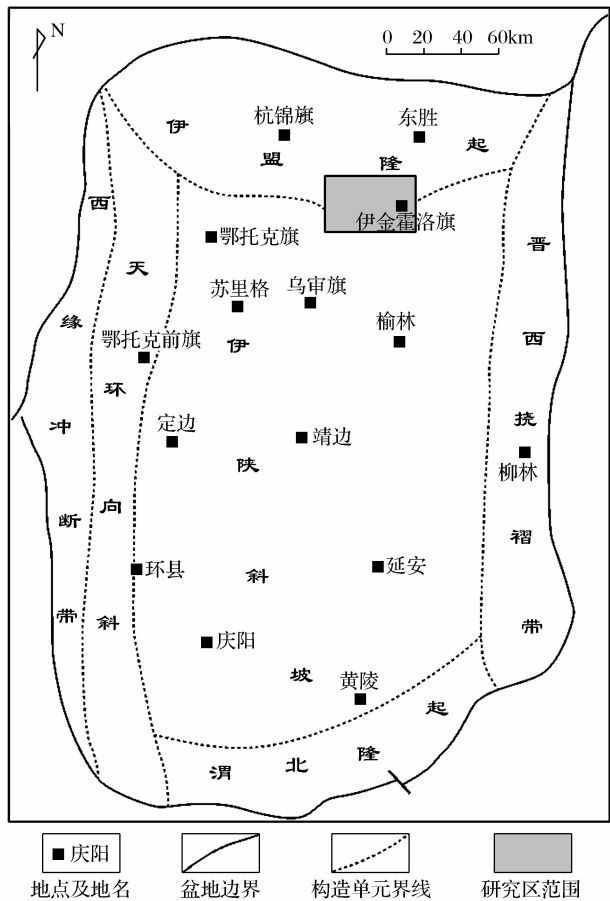 N
0 20 40 60km
杭锦旗
东胜
伊盟隆起
伊金霍洛旗
鄂托克旗
西缘冲断带
天环向斜
晋西挠褶带
苏里格
乌审旗
榆林
鄂托克前旗
伊陕斜坡
定边
靖边
柳林
环县
延安
庆阳
黄陵
渭北隆起
庆阳
地点及地名
盆地边界
构造单元界线
研究区范围